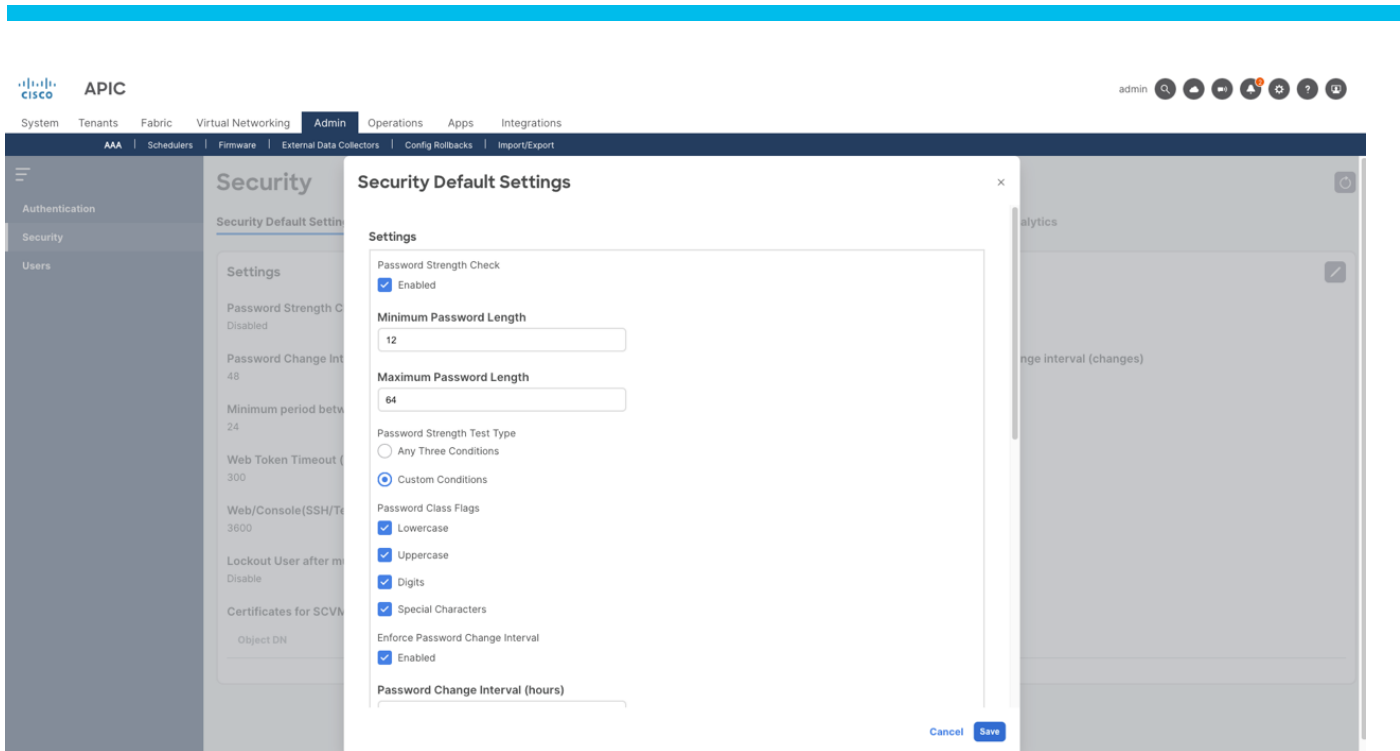 CISCO
APIC
admin
2
System Tenants Fabric Virtual Networking Admin Operations Apps Integrations
AAA | Schedulers | Firmware | External Data Collectors | Config Rollbacks | Import/Export
Authentication
Security
Users
Security
Security Default Settin
alytics
Settings
Password Strength C
Disabled
Password Change Int
nge interval (changes)
48
Minimum period betw
24
Web Token Timeout (
300
Web/Console(SSH/Te
3600
Lockout User after mu
Disable
Certificates for SCVM
Object DN
Security Default Settings
Settings
Password Strength Check
Enabled
Minimum Password Length
12
Maximum Password Length
64
Password Strength Test Type
Any Three Conditions
Custom Conditions
Password Class Flags
Lowercase
Uppercase
Digits
Special Characters
Enforce Password Change Interval
Enabled
Password Change Interval (hours)
Cancel Save